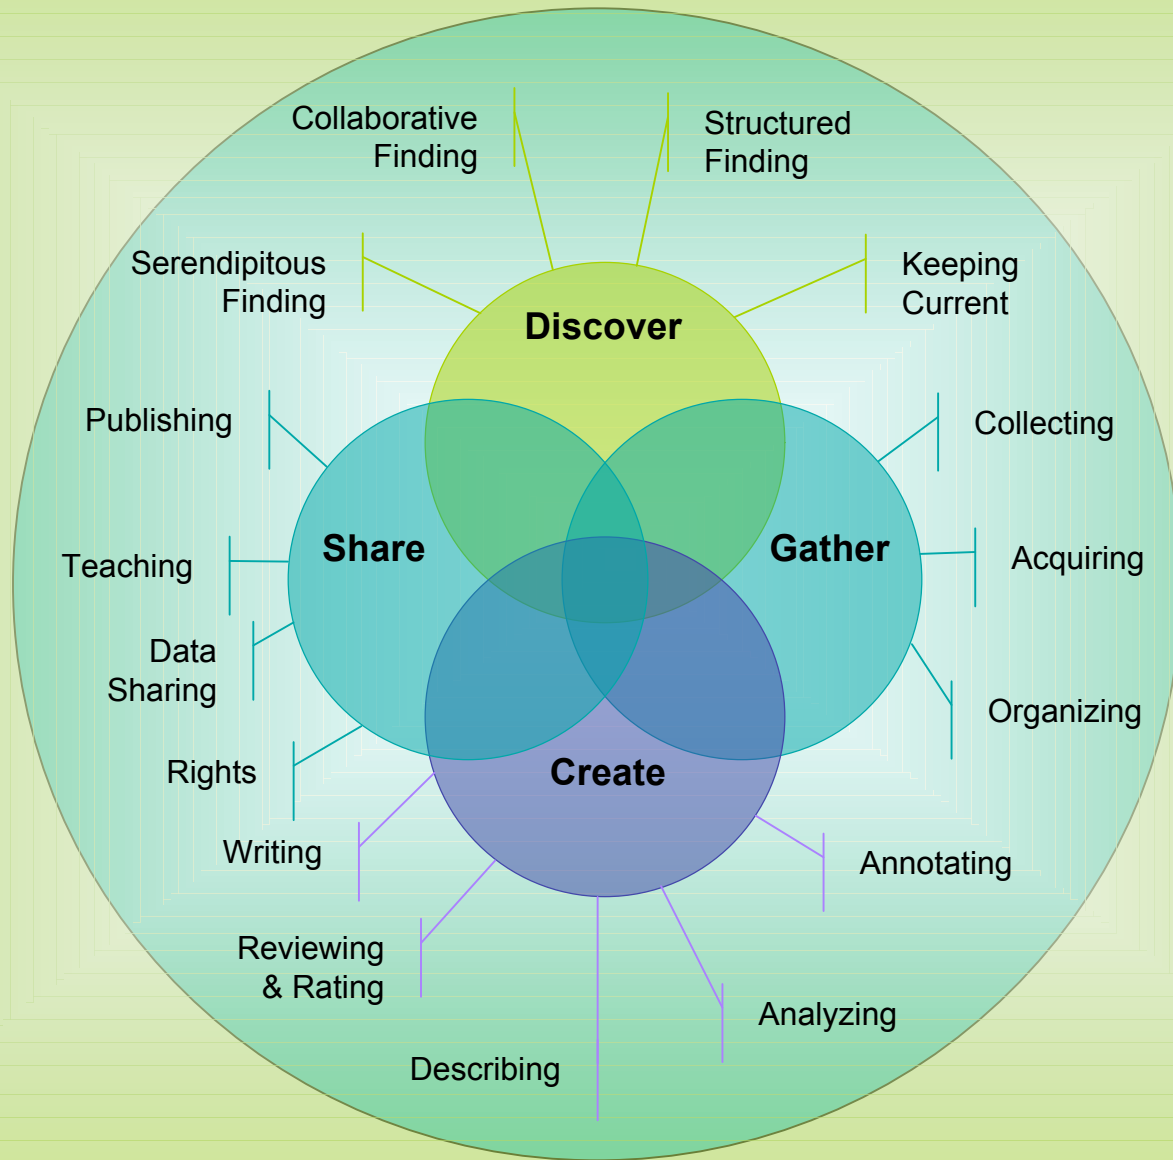 Collaborative
Finding
Structured
Finding
Serendipitous
Finding
Keeping
Current
Discover
Publishing
Collecting
Share
Gather
Teaching
Acquiring
Data
Sharing
Organizing
Rights
Create
Writing
Annotating
Reviewing
& Rating
Analyzing
Describing